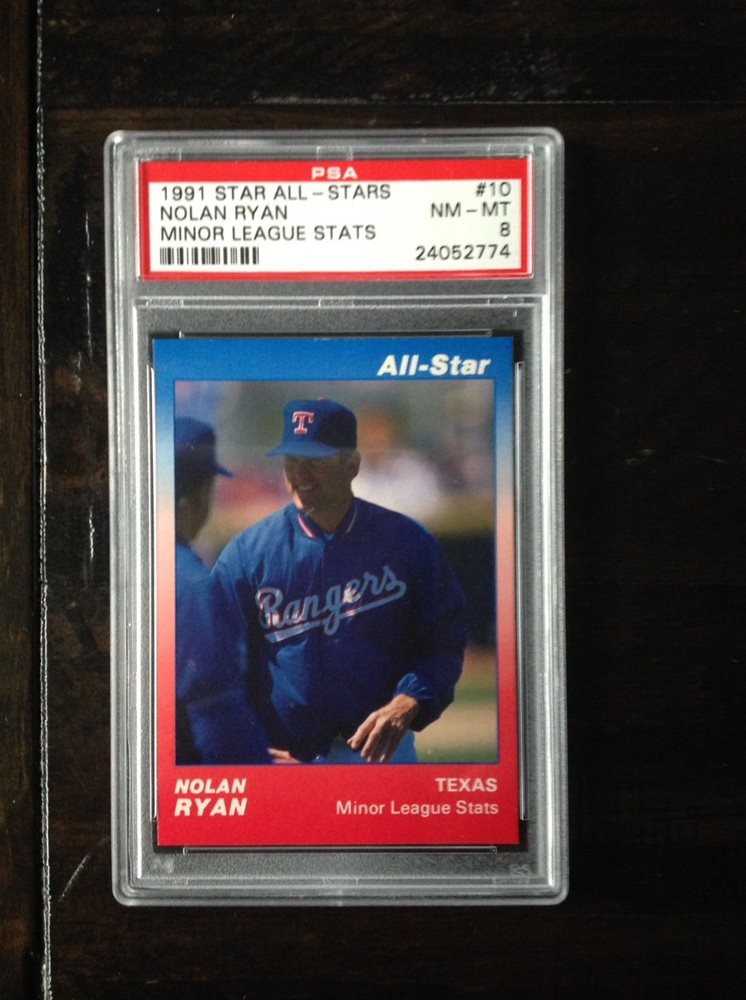 PSA
1991 STAR ALL-STARS #10
NOLAN RYAN NM-MT
MINOR LEAGUE STATS 8
24052774
All-Star
T
Rangers
NOLAN TEXAS
RYAN Minor League Stats